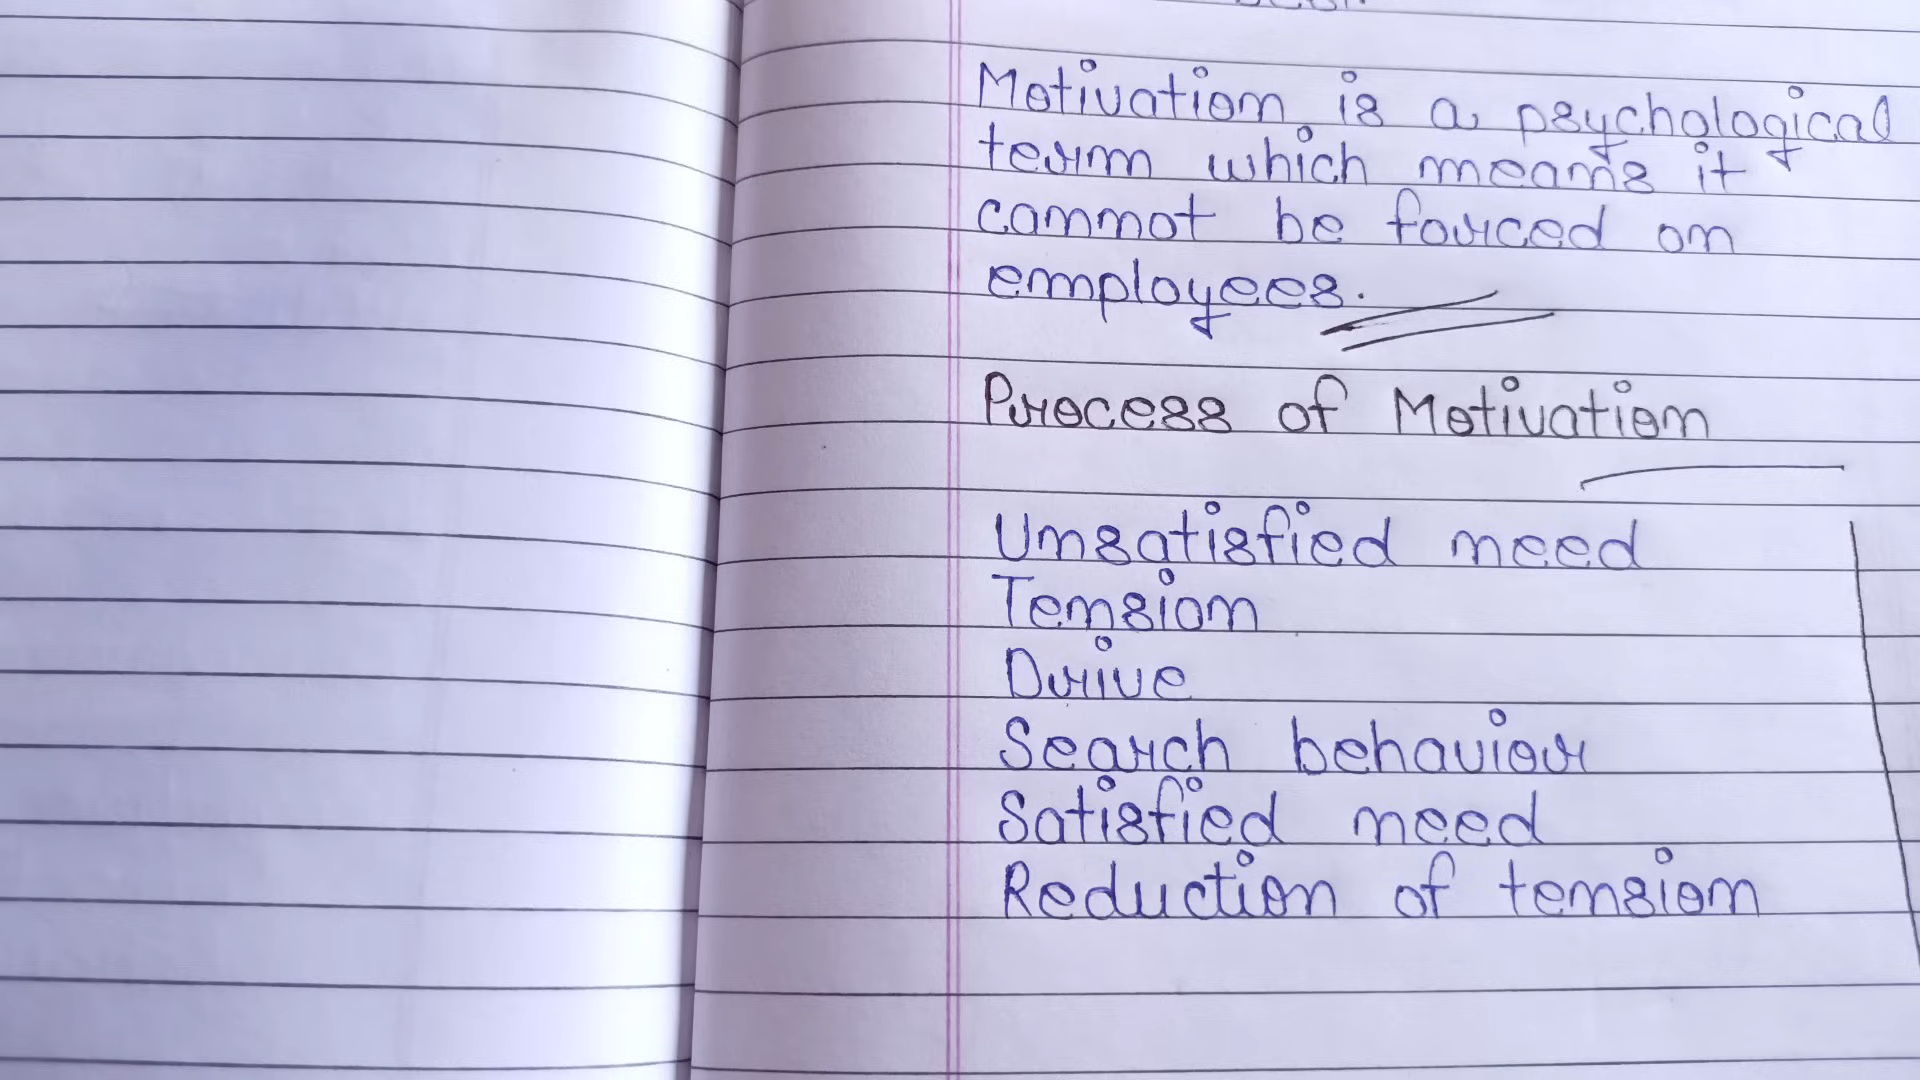 Motivation is a psychological
term which means it
cannot be forced on
employees.
Process of Motivation
Unsatisfied need
Tension
Drive
Search behaviour
Satisfied need
Reduction of tension